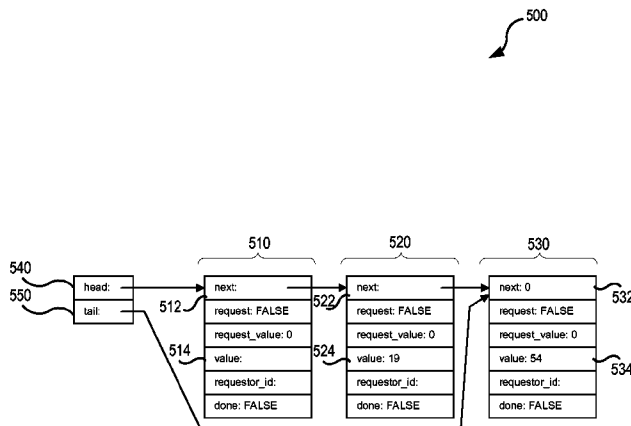 500
510 520 530
540
head: next: next: next: 0
550 512 522 532
tail: request: FALSE request: FALSE request: FALSE
request_value: 0 request_value: 0 request_value: 0
514 value: 524 value: 19 value: 54 534
requestor_id: requestor_id: requestor_id:
done: FALSE done: FALSE done: FALSE